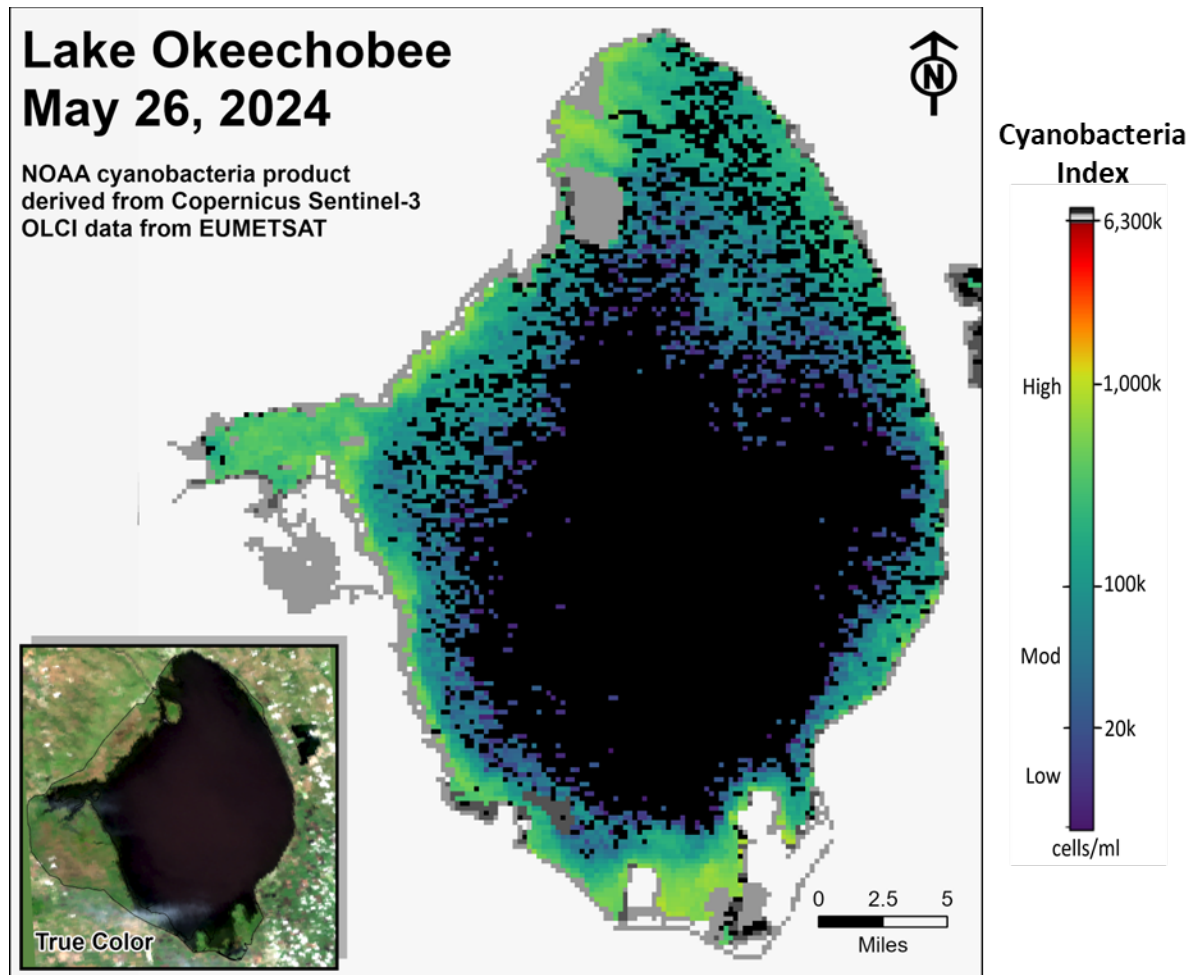 Lake Okeechobee
May 26, 2024
NOAA cyanobacteria product
derived from Copernicus Sentinel-3
OLCI data from EUMETSAT
N
Cyanobacteria
Index
6,300k
High
1,000k
100k
Mod
20k
Low
cells/ml
True Color
0 2.5 5
Miles